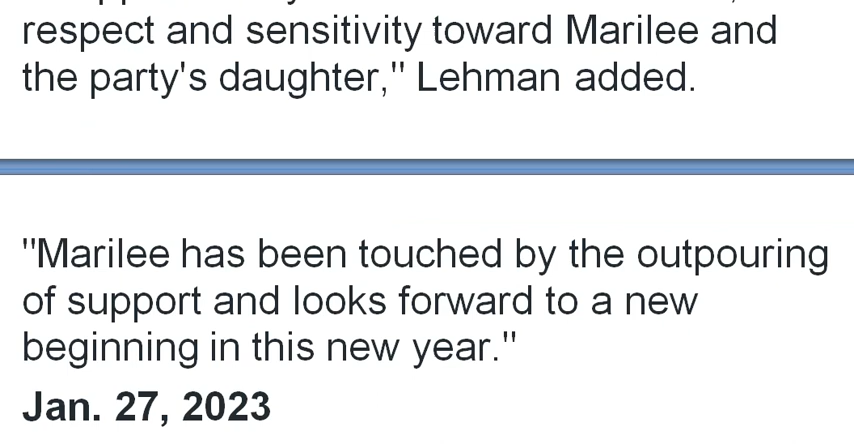 respect and sensitivity toward Marilee and
the party's daughter," Lehman added.
"Marilee has been touched by the outpouring
of support and looks forward to a new
beginning in this new year."
Jan. 27, 2023